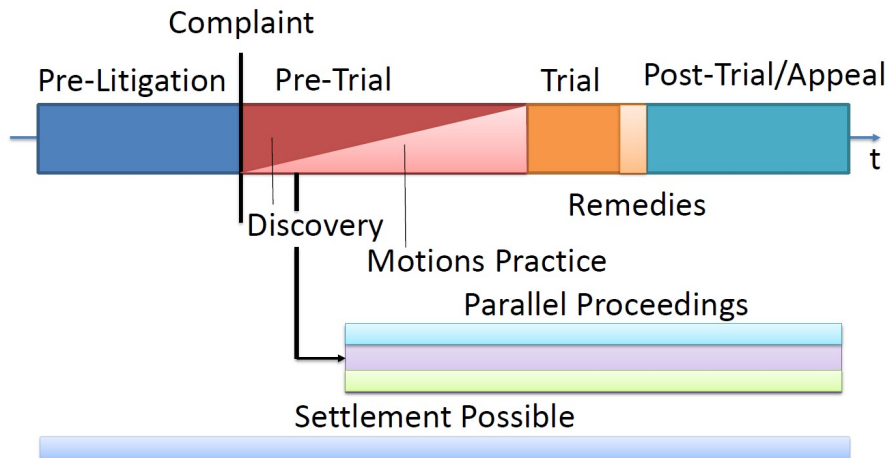 Complaint
Pre-Litigation
Pre-Trial
Trial
Post-Trial/Appeal
t
Discovery
Remedies
Motions Practice
Parallel Proceedings
Settlement Possible